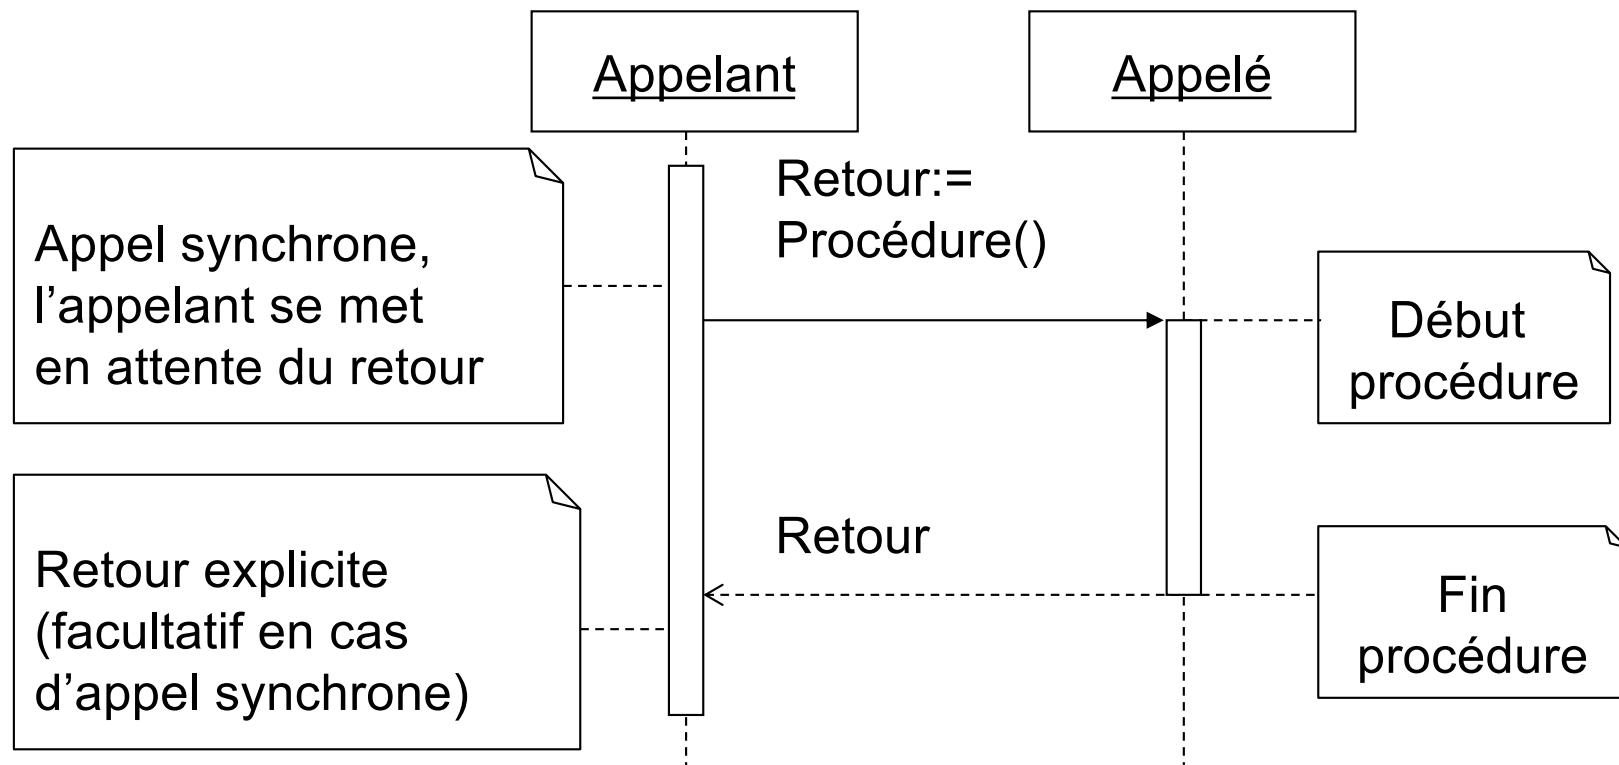 Appelant
Appelé
Retour:=
Procédure()
Appel synchrone,
l’appelant se met
en attente du retour
Début
procédure
Retour
Retour explicite
(facultatif en cas
d’appel synchrone)
Fin
procédure